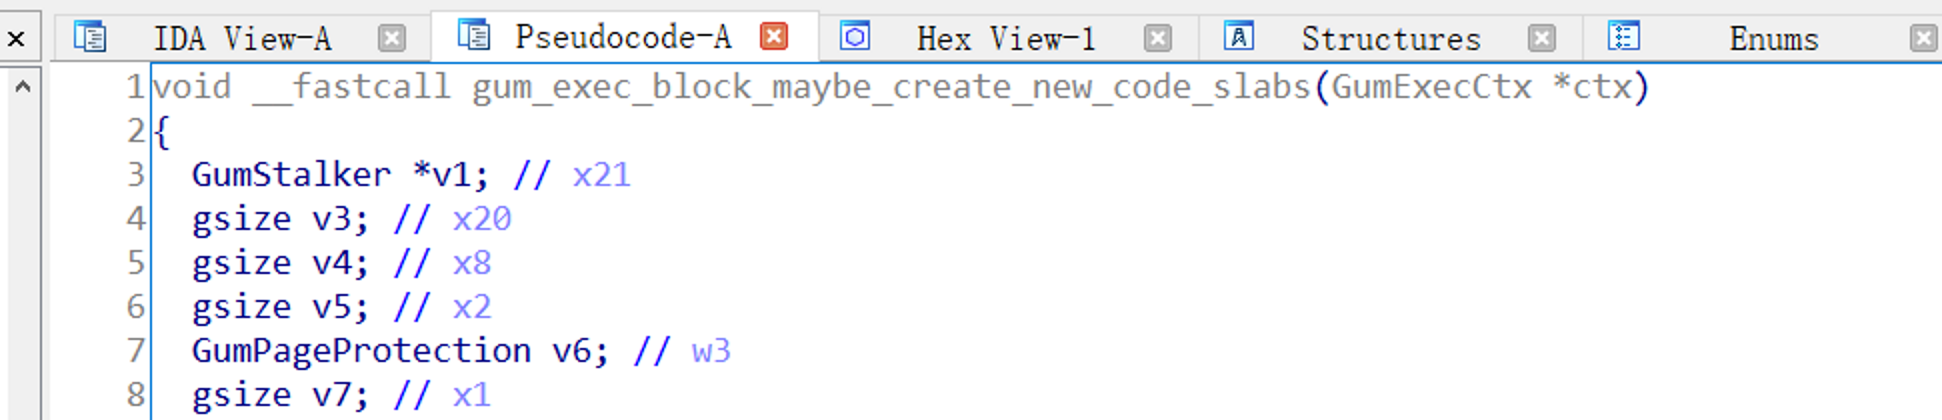 IDA View-A Pseudocode-A Hex View-1 Structures Enums
1 void __fastcall gum_exec_block_maybe_create_new_code_slabs(GumExecCtx *ctx)
2 {
3 GumStalker *v1; // x21
4 gsize v3; // x20
5 gsize v4; // x8
6 gsize v5; // x2
7 GumPageProtection v6; // w3
8 gsize v7; // x1